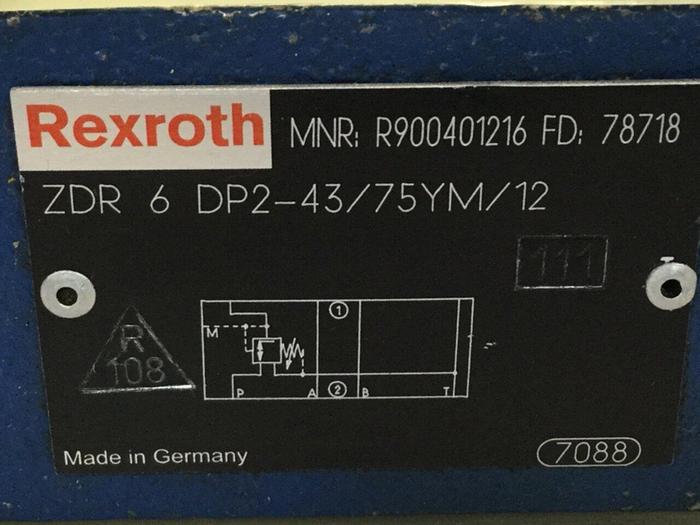 Rexroth MNR: R900401216 FD: 78718
ZDR 6 DP2-43/75YM/12
111
R
108
M
1
P A 2 B T
Made in Germany 7088